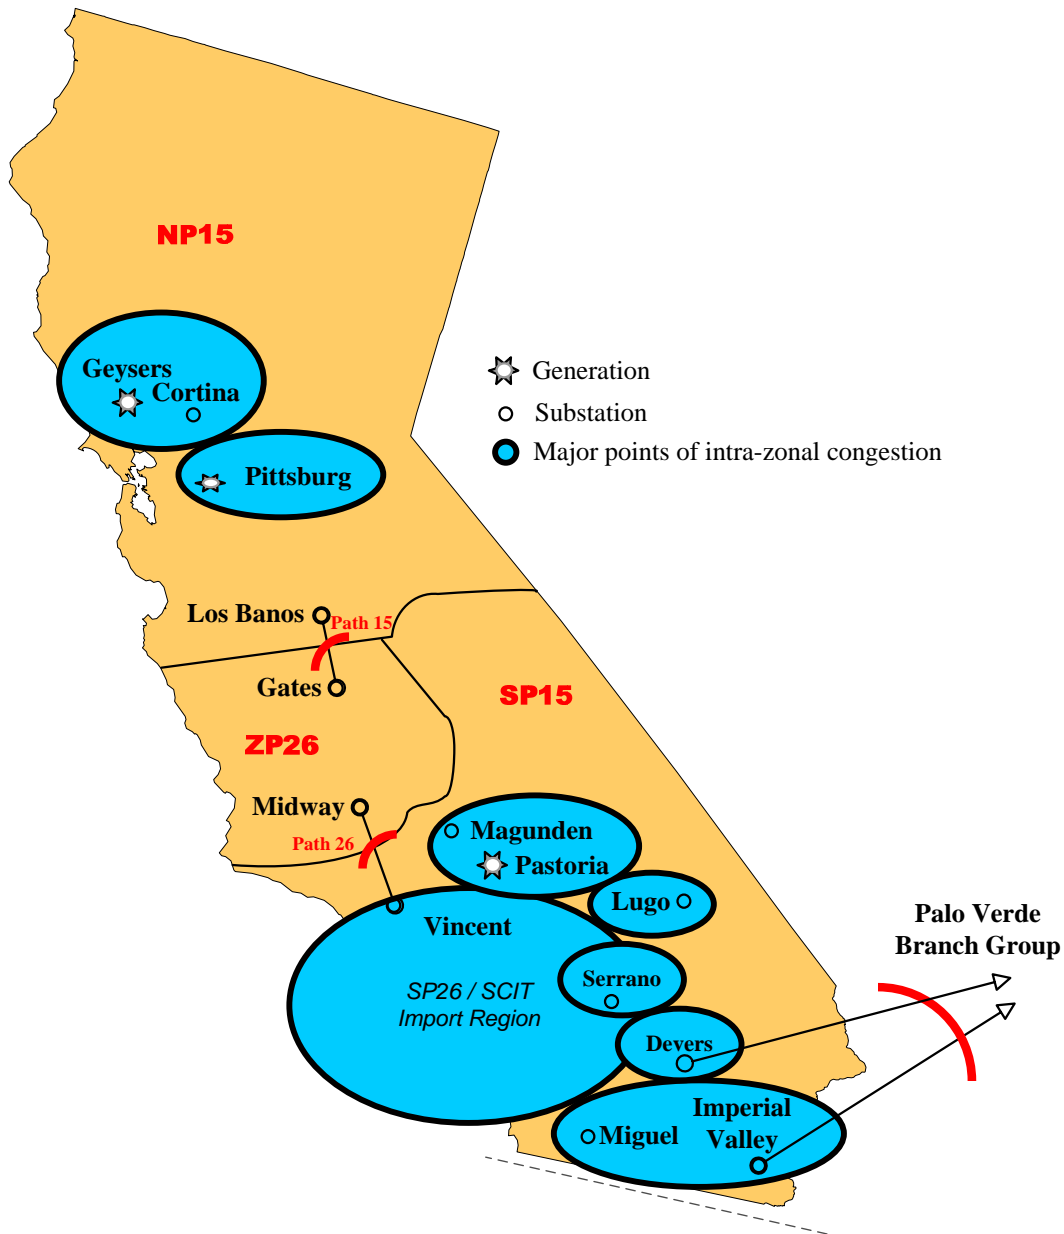 NP15
Geysers
Cortina
Generation
Substation
Major points of intra-zonal congestion
Pittsburg
Los Banos
Path 15
Gates
SP15
ZP26
Midway
Path 26
Magunden
Pastoria
Lugo
Vincent
Palo Verde
Branch Group
SP26 / SCIT
Import Region
Serrano
Devers
Imperial
Valley
Miguel